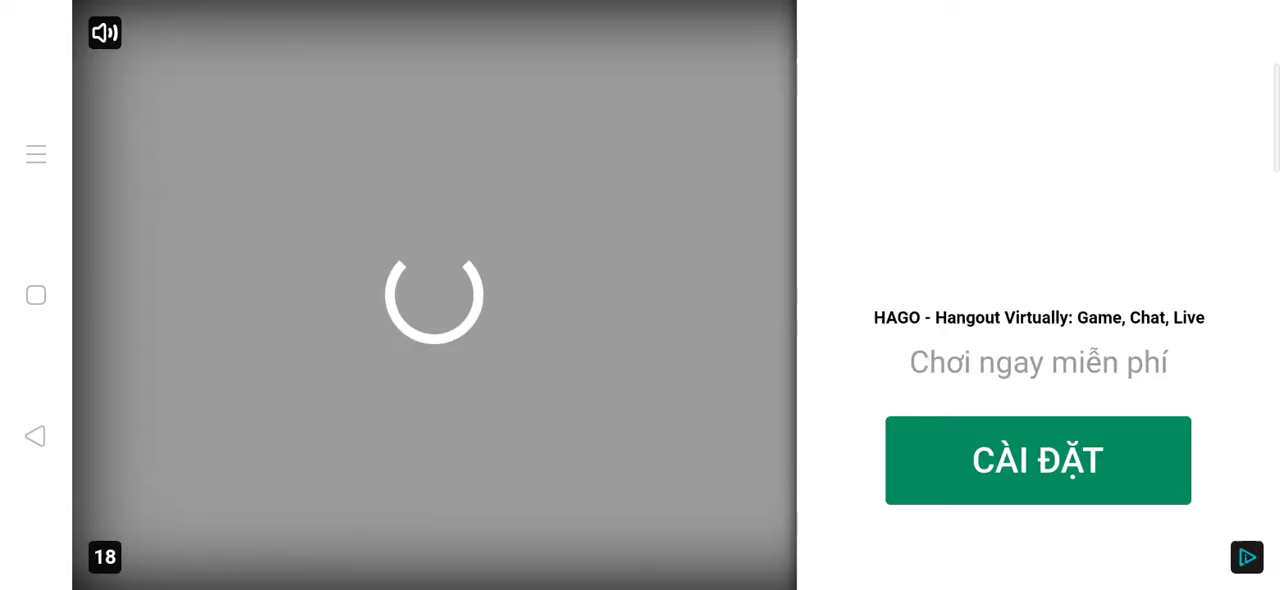 HAGO - Hangout Virtually: Game, Chat, Live
Chơi ngay miễn phí
CÀI ĐẶT
18